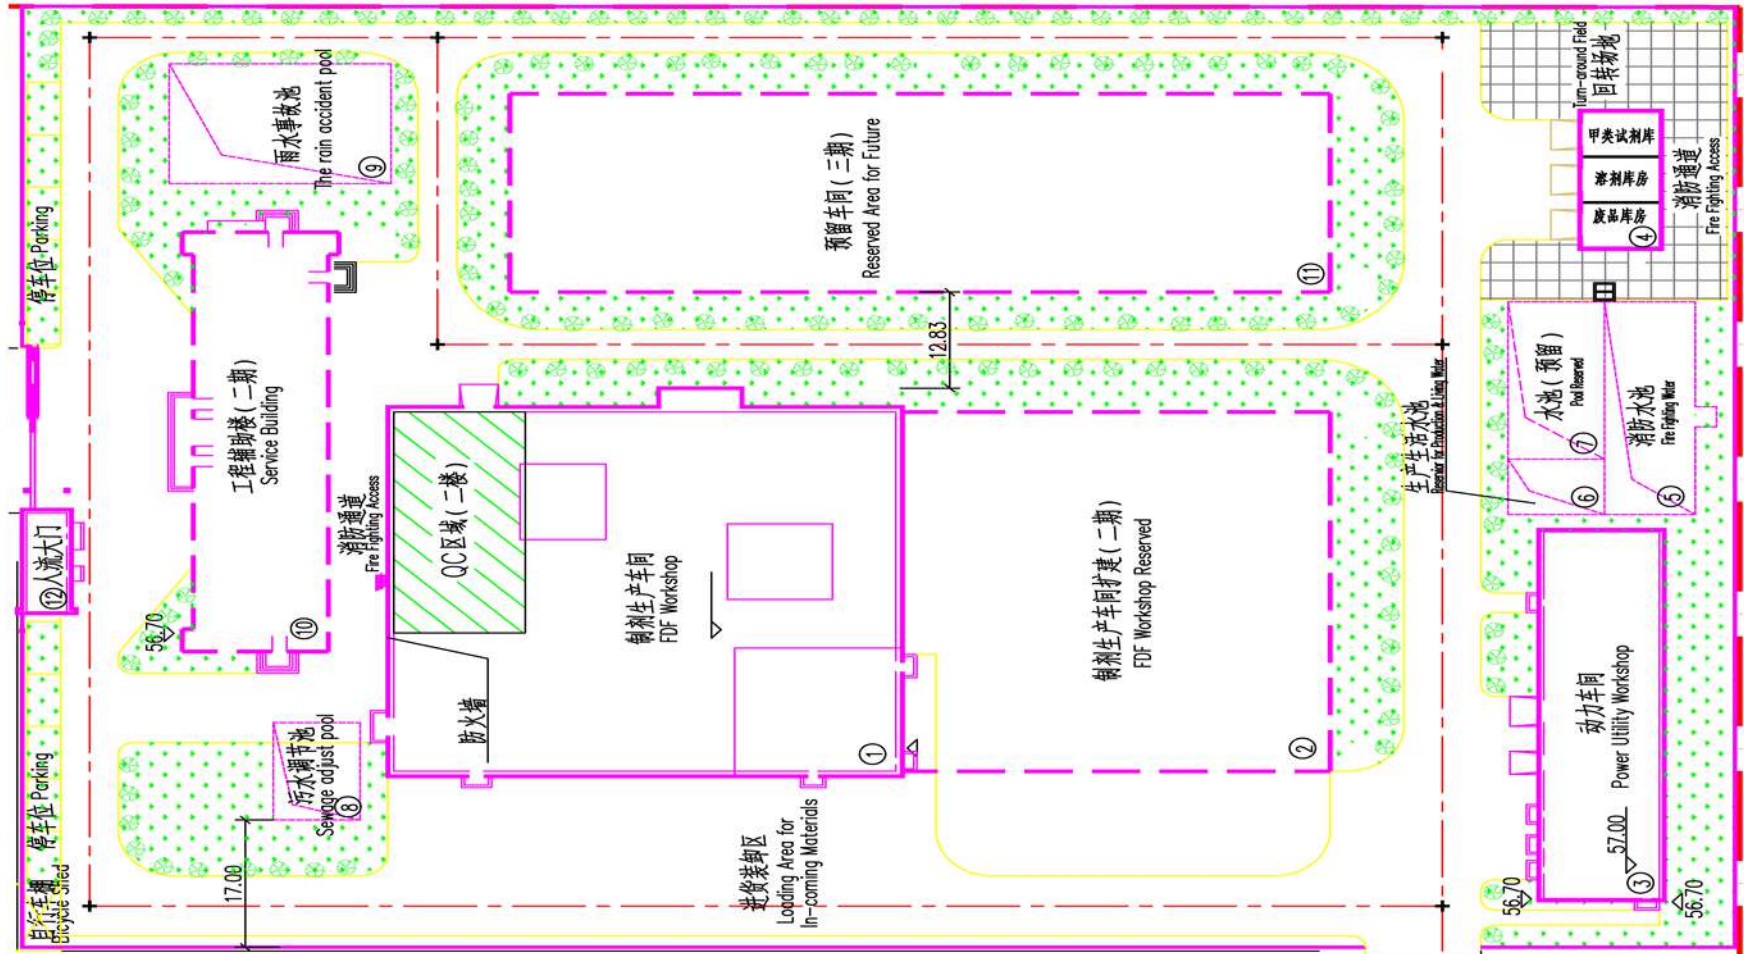 停车位 Parking
雨水事故池
The rain accident pool
⑨
工程辅助楼(二期)
Service Building
⑩
56.70
⑫人流大门
停车位 Parking
自行车棚
Bicycle Shed
污水调节池
Sewage adjust pool
⑧
17.00
消防通道
Fire Fighting Access
QC区域(二楼)
防火墙
制剂生产车间
FDF Workshop
①
进货装卸区
Loading Area for
In-coming Materials
预留车间(三期)
Reserved Area for Future
⑪
12.83
制剂生产车间扩建(二期)
FDF Workshop Reserved
②
Turn-around Field
回转场地
甲类试剂库
溶剂库房
废品库房
④
消防通道
Fire Fighting Access
生产生活水池
Reservior for Production & Living Water
水池(预留)
Pool Reserved
⑦
⑥
消防水池
Fire Fighting Water
⑤
动力车间
Power Utility Workshop
57.00
③
56.70
56.70